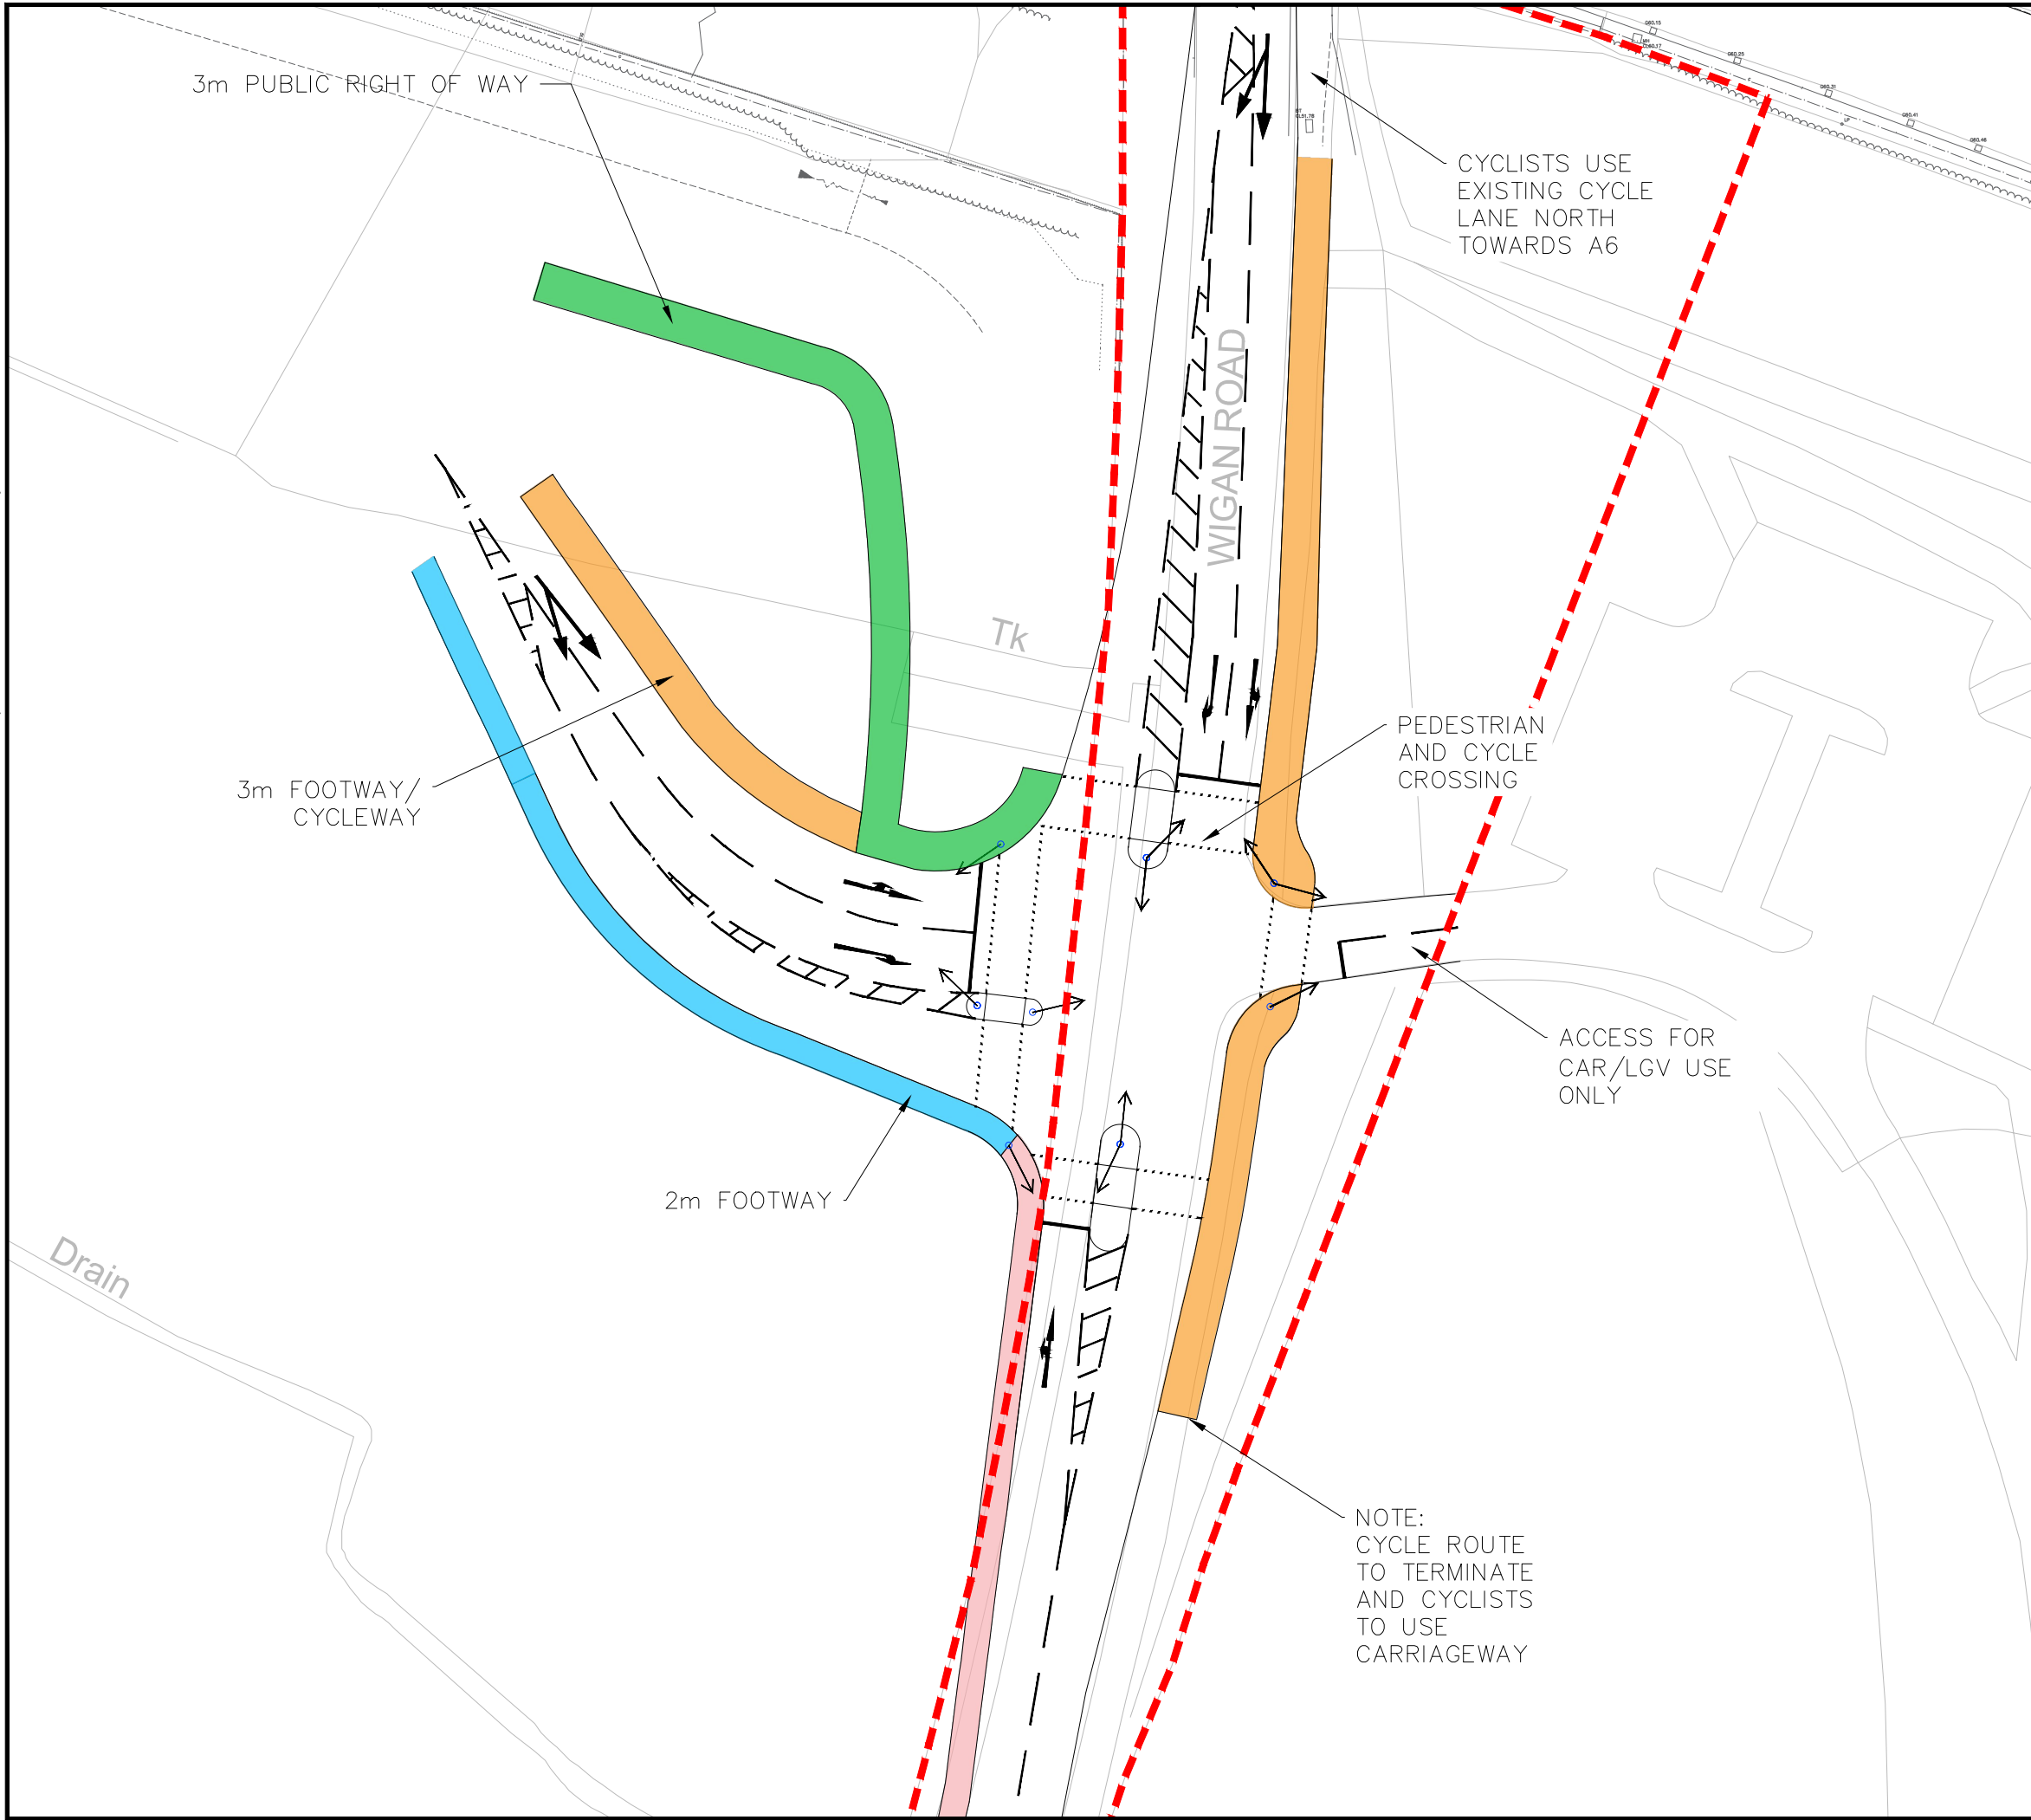 3m PUBLIC RIGHT OF WAY
CYCLISTS USE
EXISTING CYCLE
LANE NORTH
TOWARDS A6
WIGAN ROAD
Tk
PEDESTRIAN
AND CYCLE
CROSSING
3m FOOTWAY/
CYCLEWAY
ACCESS FOR
CAR/LGV USE
ONLY
2m FOOTWAY
Drain
NOTE:
CYCLE ROUTE
TO TERMINATE
AND CYCLISTS
TO USE
CARRIAGEWAY